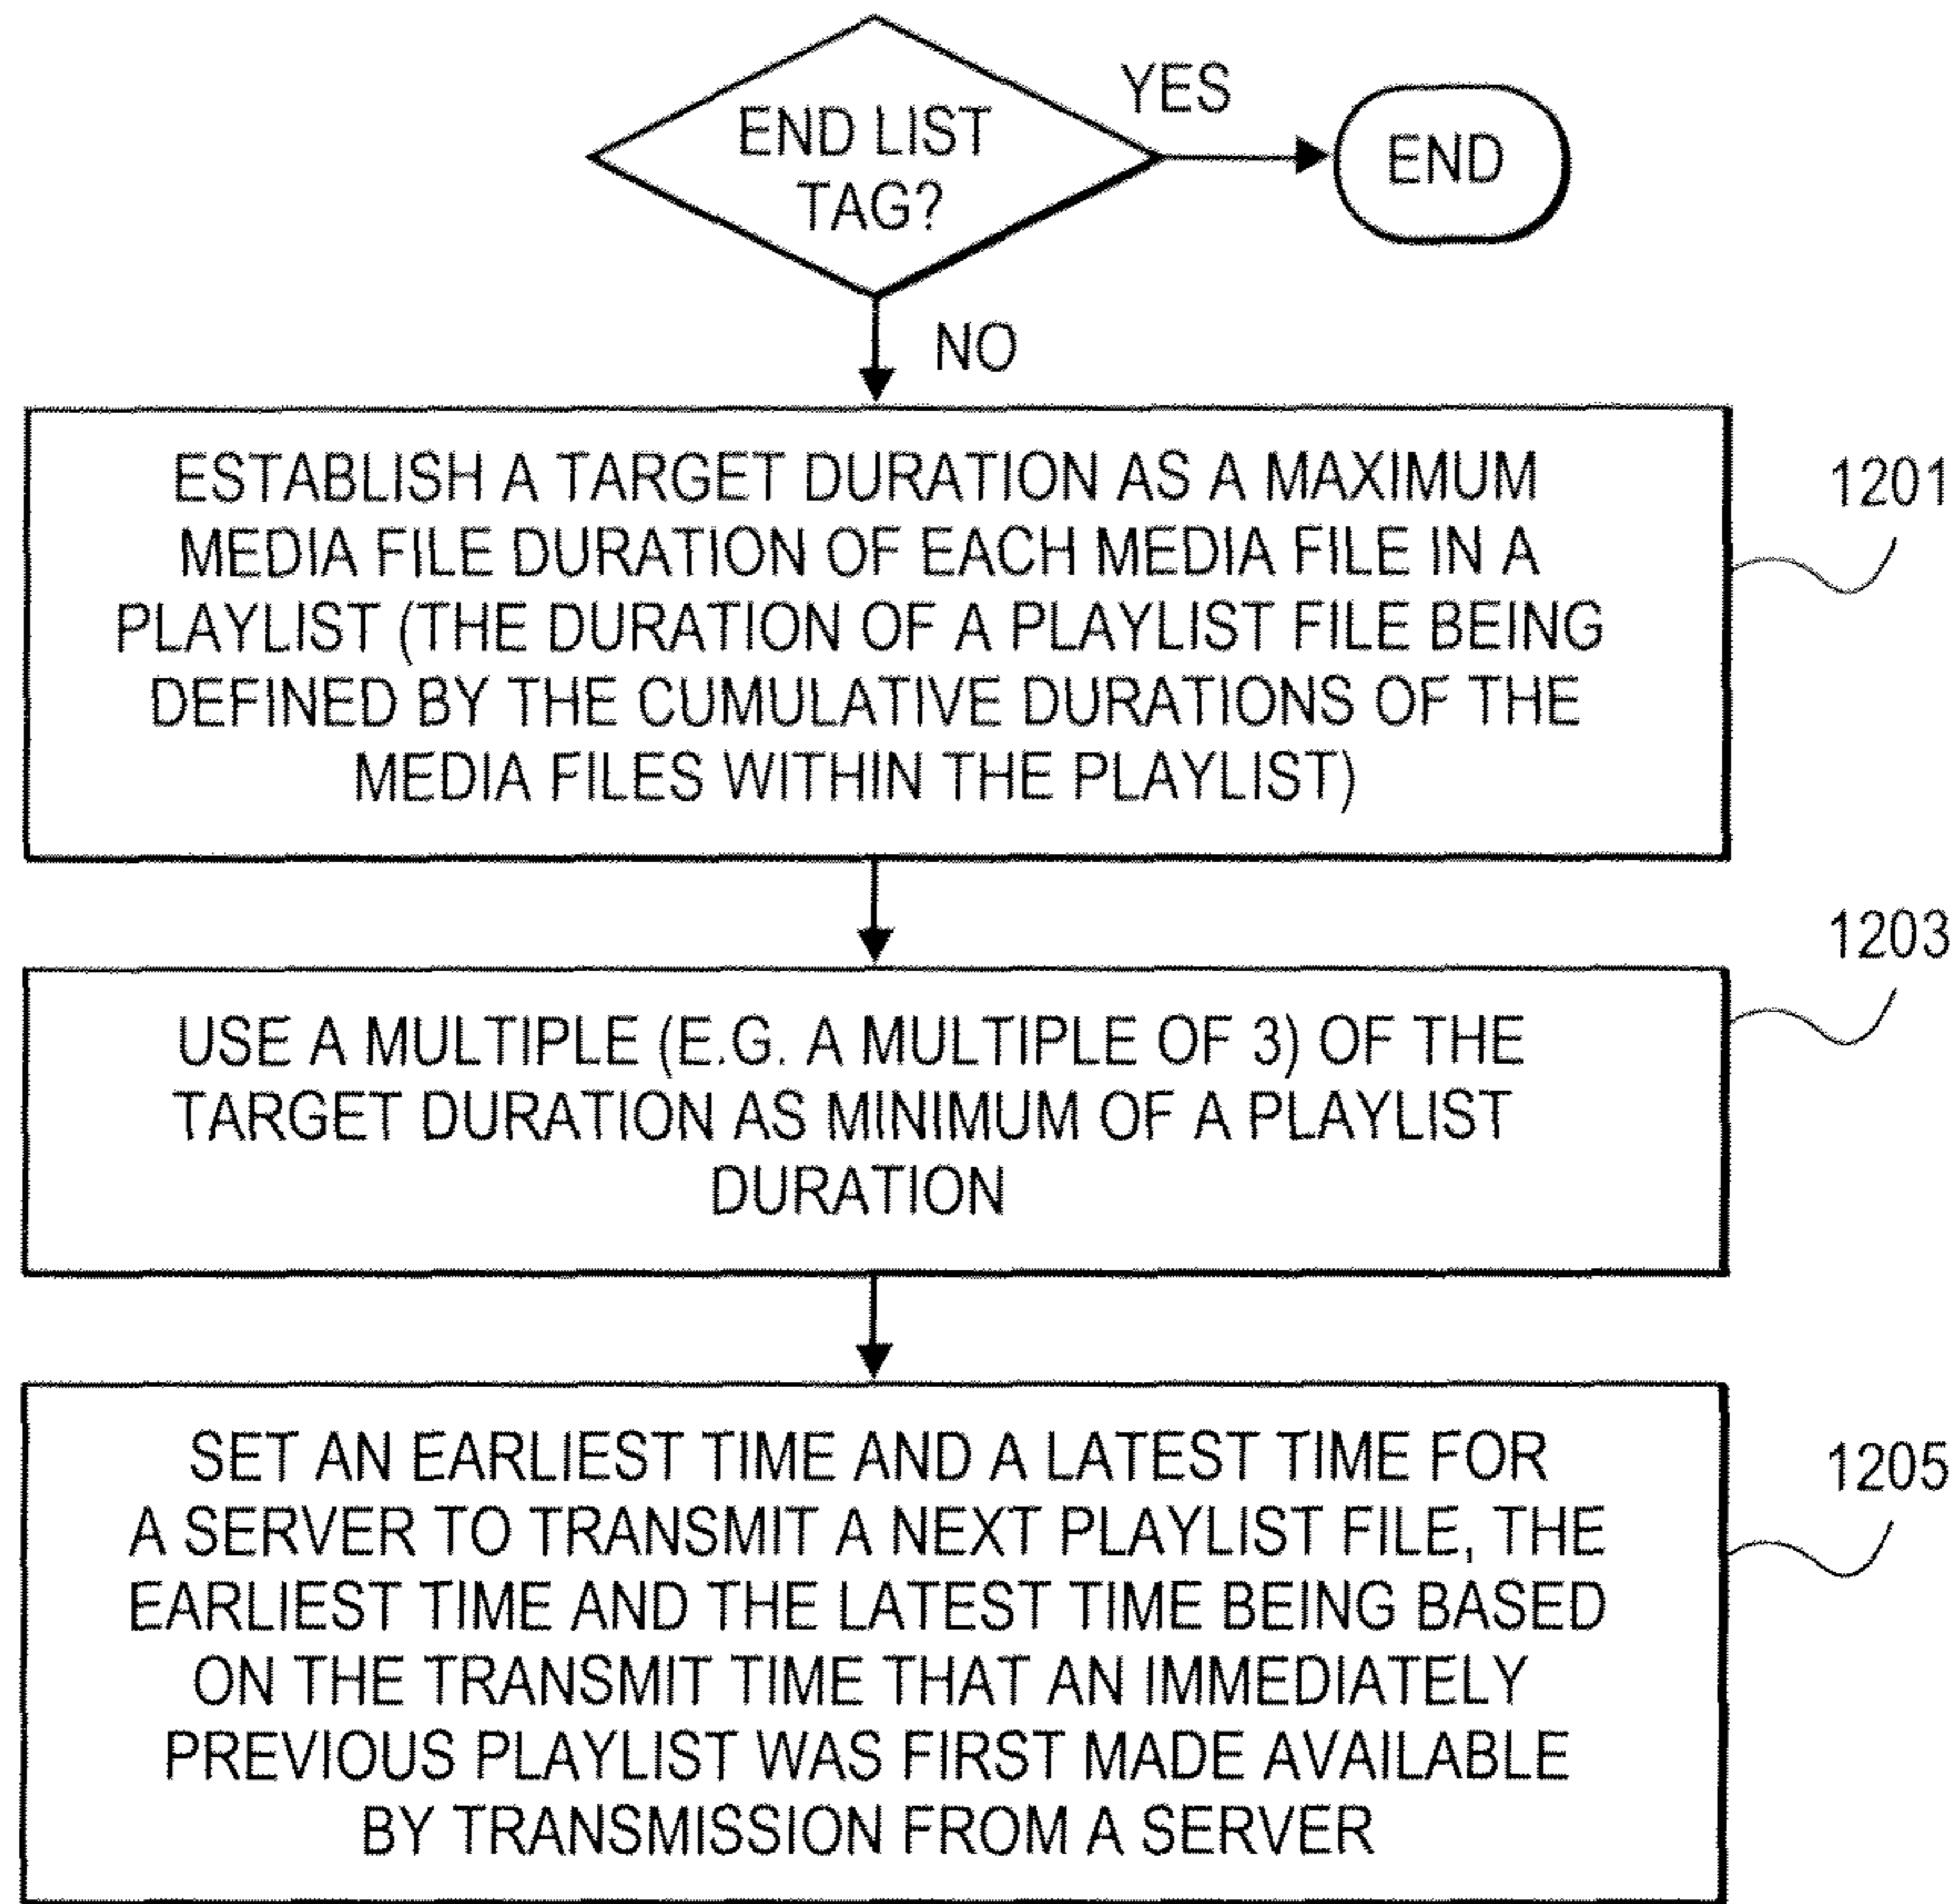 END LIST
TAG?
YES
END
NO
ESTABLISH A TARGET DURATION AS A MAXIMUM
MEDIA FILE DURATION OF EACH MEDIA FILE IN A
PLAYLIST (THE DURATION OF A PLAYLIST FILE BEING
DEFINED BY THE CUMULATIVE DURATIONS OF THE
MEDIA FILES WITHIN THE PLAYLIST)
1201
USE A MULTIPLE (E.G. A MULTIPLE OF 3) OF THE
TARGET DURATION AS MINIMUM OF A PLAYLIST
DURATION
1203
SET AN EARLIEST TIME AND A LATEST TIME FOR
A SERVER TO TRANSMIT A NEXT PLAYLIST FILE, THE
EARLIEST TIME AND THE LATEST TIME BEING BASED
ON THE TRANSMIT TIME THAT AN IMMEDIATELY
PREVIOUS PLAYLIST WAS FIRST MADE AVAILABLE
BY TRANSMISSION FROM A SERVER
1205